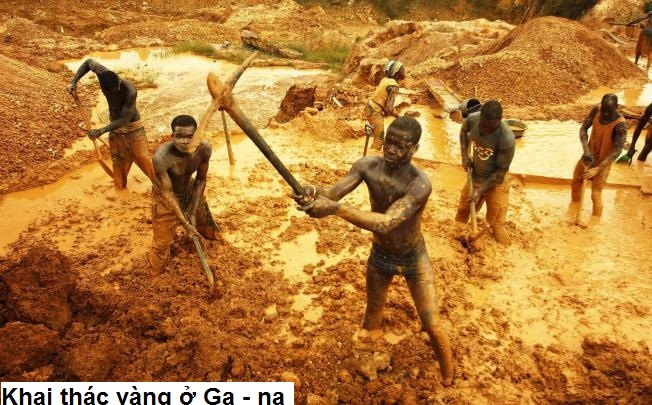 Khai thác vàng ở Ga - na